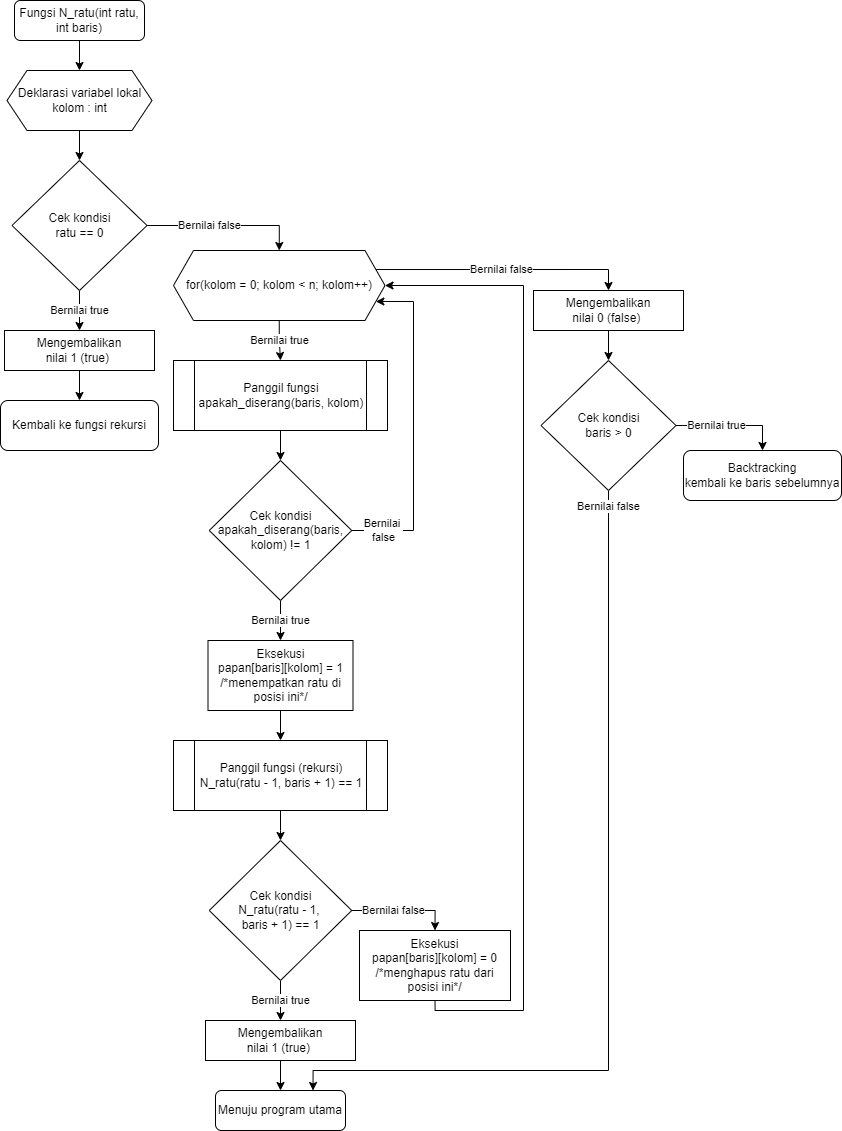 Fungsi N_ratu(int ratu,
int baris)
Deklarasi variabel lokal
kolom : int
Cek kondisi
ratu == 0
Bernilai false
Bernilai true
Mengembalikan
nilai 1 (true)
Kembali ke fungsi rekursi
for(kolom = 0; kolom < n; kolom++)
Bernilai false
Bernilai true
Mengembalikan
nilai 0 (false)
Cek kondisi
baris > 0
Bernilai true
Backtracking
kembali ke baris sebelumnya
Bernilai false
Panggil fungsi
apakah_diserang(baris, kolom)
Cek kondisi
apakah_diserang(baris,
kolom) != 1
Bernilai
false
Bernilai true
Eksekusi
papan[baris][kolom] = 1
/*menempatkan ratu di
posisi ini*/
Panggil fungsi (rekursi)
N_ratu(ratu - 1, baris + 1) == 1
Cek kondisi
N_ratu(ratu - 1,
baris + 1) == 1
Bernilai false
Eksekusi
papan[baris][kolom] = 0
/*menghapus ratu dari
posisi ini*/
Bernilai true
Mengembalikan
nilai 1 (true)
Menuju program utama